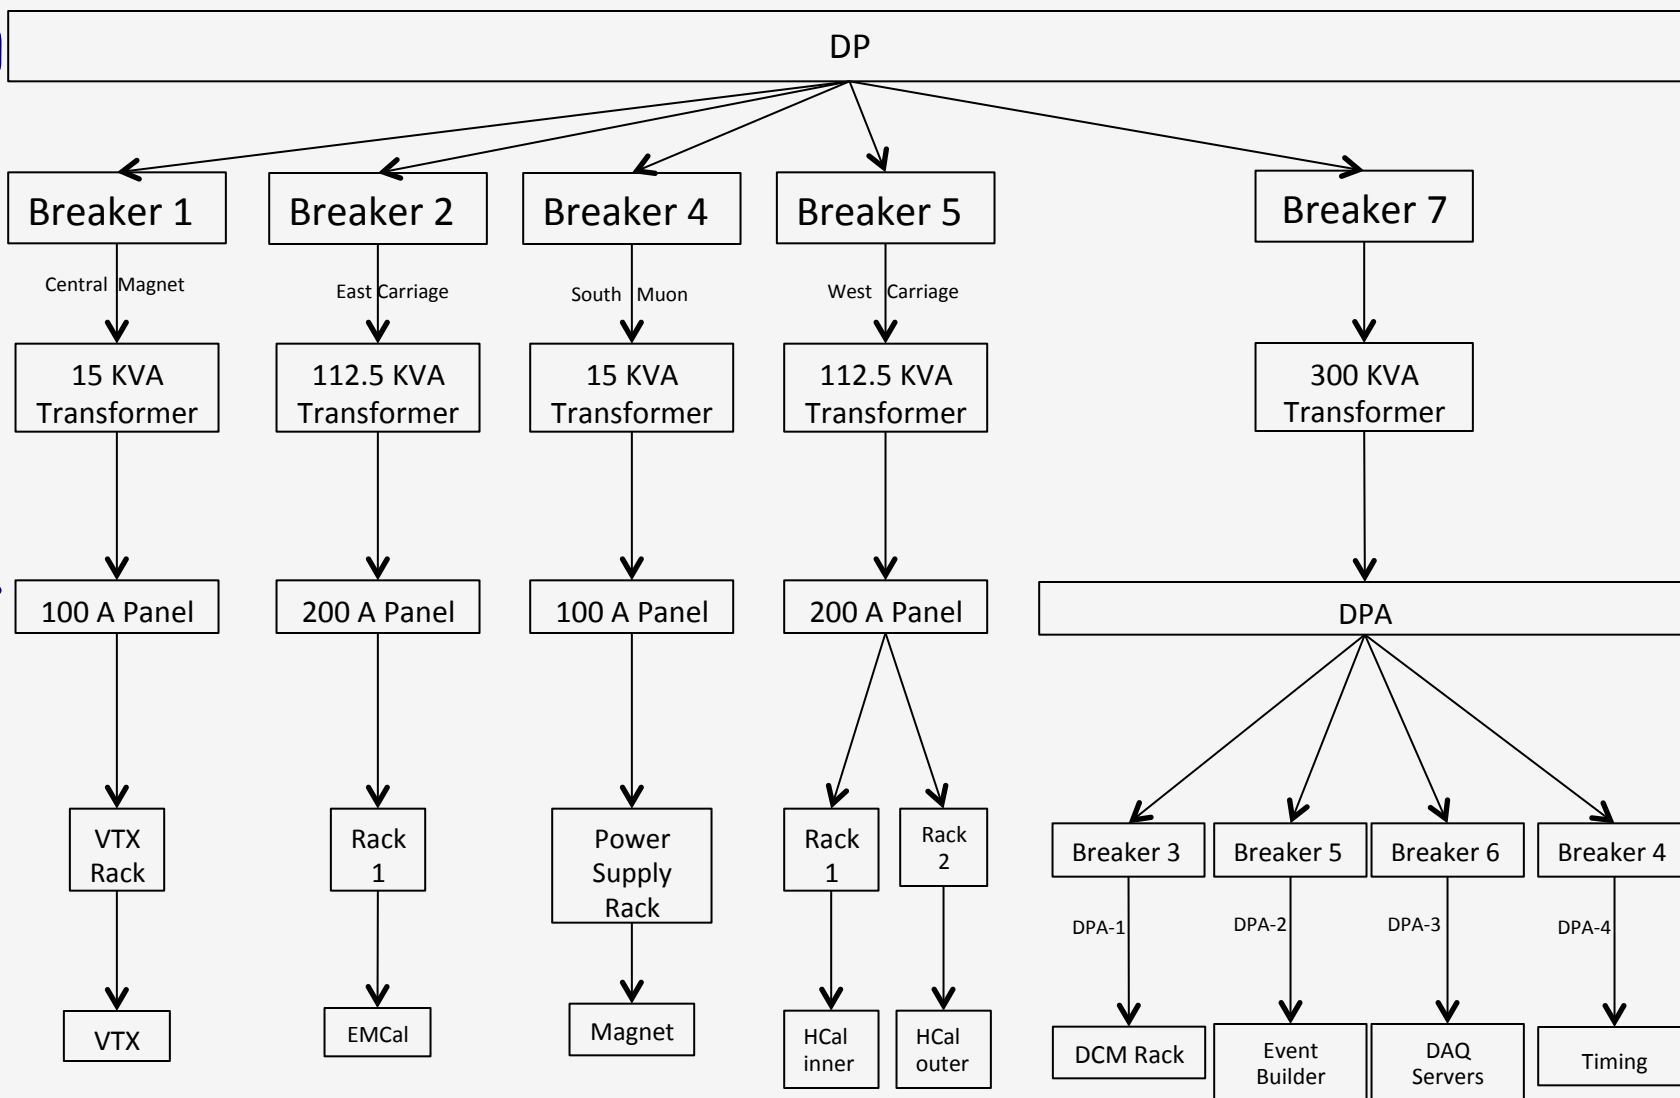 DP
Breaker 1
Breaker 2
Breaker 4
Breaker 5
Breaker 7
Central Magnet
East Carriage
South Muon
West Carriage
15 KVA
Transformer
112.5 KVA
Transformer
15 KVA
Transformer
112.5 KVA
Transformer
300 KVA
Transformer
100 A Panel
200 A Panel
100 A Panel
200 A Panel
DPA
VTX
Rack
Rack
1
Power
Supply
Rack
Rack
1
Rack
2
Breaker 3
Breaker 5
Breaker 6
Breaker 4
DPA-1
DPA-2
DPA-3
DPA-4
VTX
EMCal
Magnet
HCal
inner
HCal
outer
DCM Rack
Event
Builder
DAQ
Servers
Timing